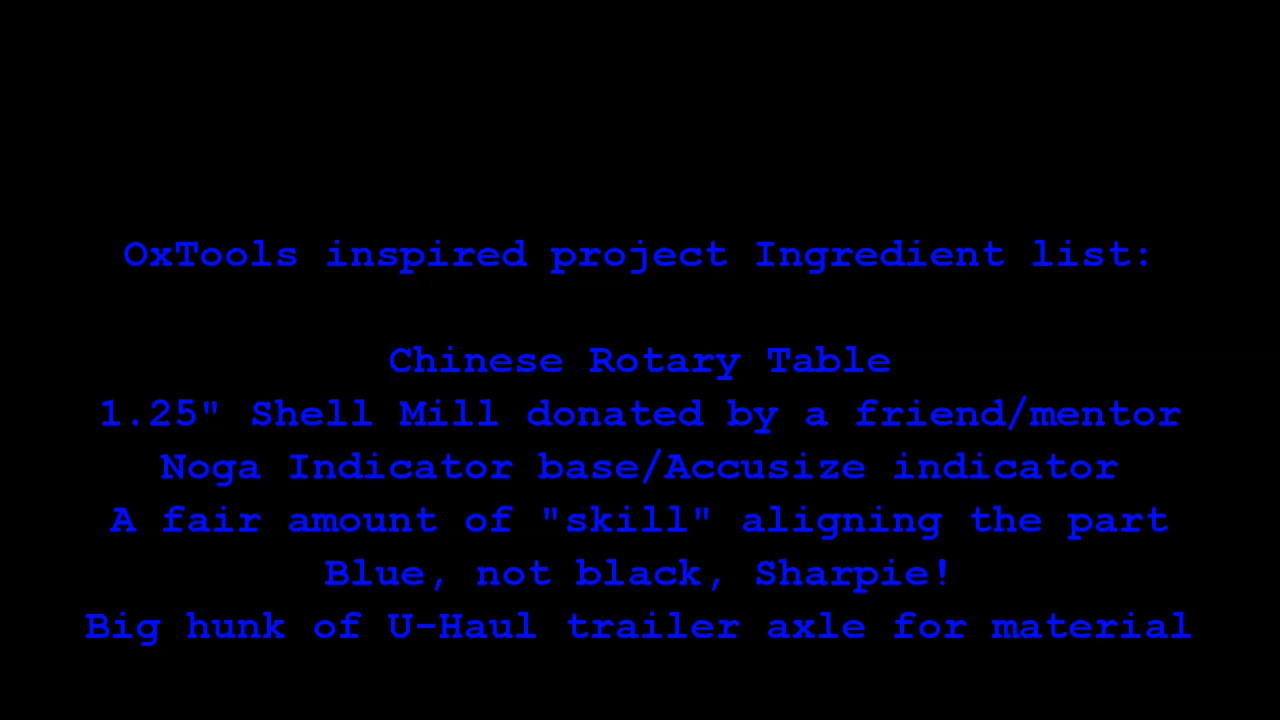 OxTools inspired project Ingredient list:
Chinese Rotary Table
1.25" Shell Mill donated by a friend/mentor
Noga Indicator base/Accusize indicator
A fair amount of "skill" aligning the part
Blue, not black, Sharpie!
Big hunk of U-Haul trailer axle for material